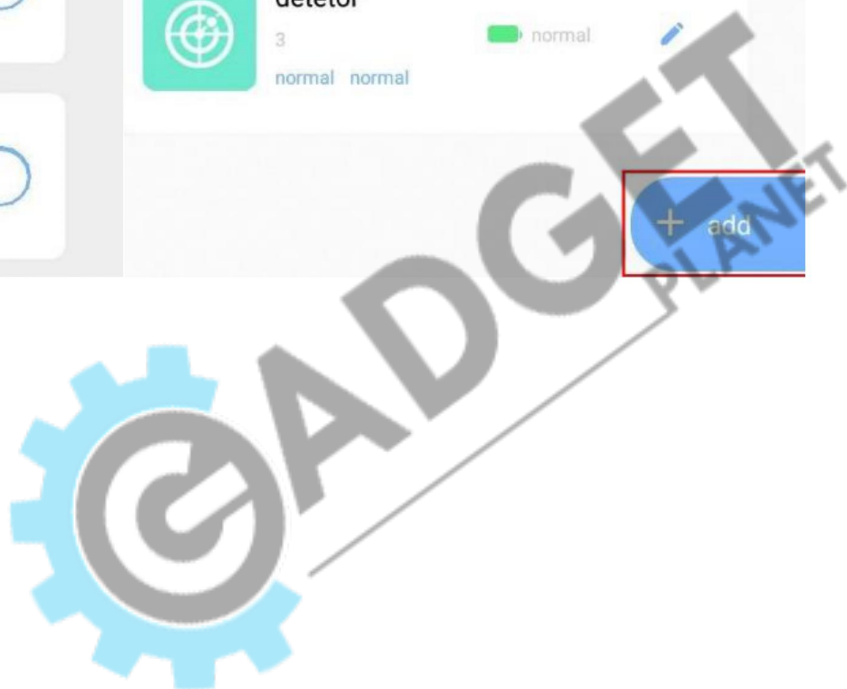 detetor
3
normal
normal normal
+ add
GADGET
PLANET